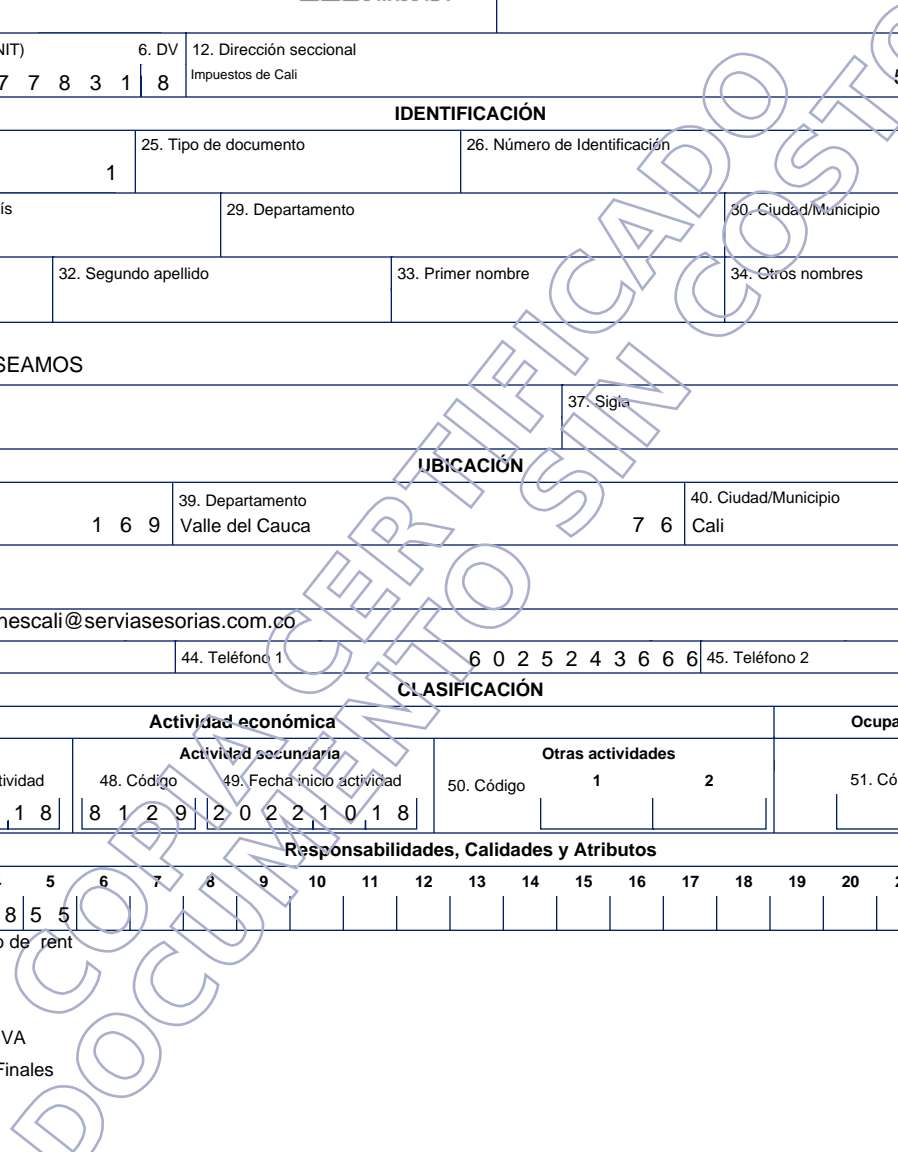 NIT) 6. DV 12. Dirección seccional
7 7 8 3 1 8 Impuestos de Cali
IDENTIFICACIÓN
25. Tipo de documento 26. Número de Identificación
1
ís 29. Departamento 30. Ciudad/Municipio
32. Segundo apellido 33. Primer nombre 34. Otros nombres
SEAMOS
37. Sigla
UBICACIÓN
39. Departamento 40. Ciudad/Municipio
1 6 9 Valle del Cauca 7 6 Cali
nescali@serviasesorias.com.co
44. Teléfono 1 6 0 2 5 2 4 3 6 6 6 45. Teléfono 2
CLASIFICACIÓN
Actividad económica Ocupa
Actividad secundaria Otras actividades
tividad 48. Código 49. Fecha inicio actividad 50. Código 1 2 51. Có
1 8 8 1 2 9 2 0 2 2 1 0 1 8
Responsabilidades, Calidades y Atributos
5 6 7 8 9 10 11 12 13 14 15 16 17 18 19 20
8 5 5
o de rent
VA
Finales
COPIA CERTIFICADO
DOCUMENTO SIN COSTO